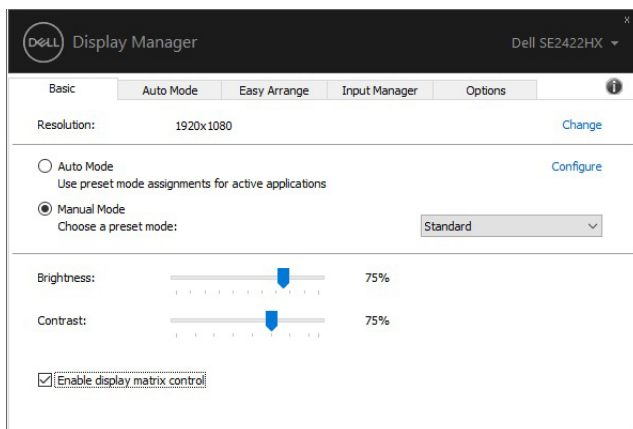 x
DELL Display Manager Dell SE2422HX
Basic Auto Mode Easy Arrange Input Manager Options i
Resolution: 1920x1080 Change
Auto Mode Configure
Use preset mode assignments for active applications
Manual Mode
Choose a preset mode: Standard
Brightness: 75%
Contrast: 75%
Enable display matrix control